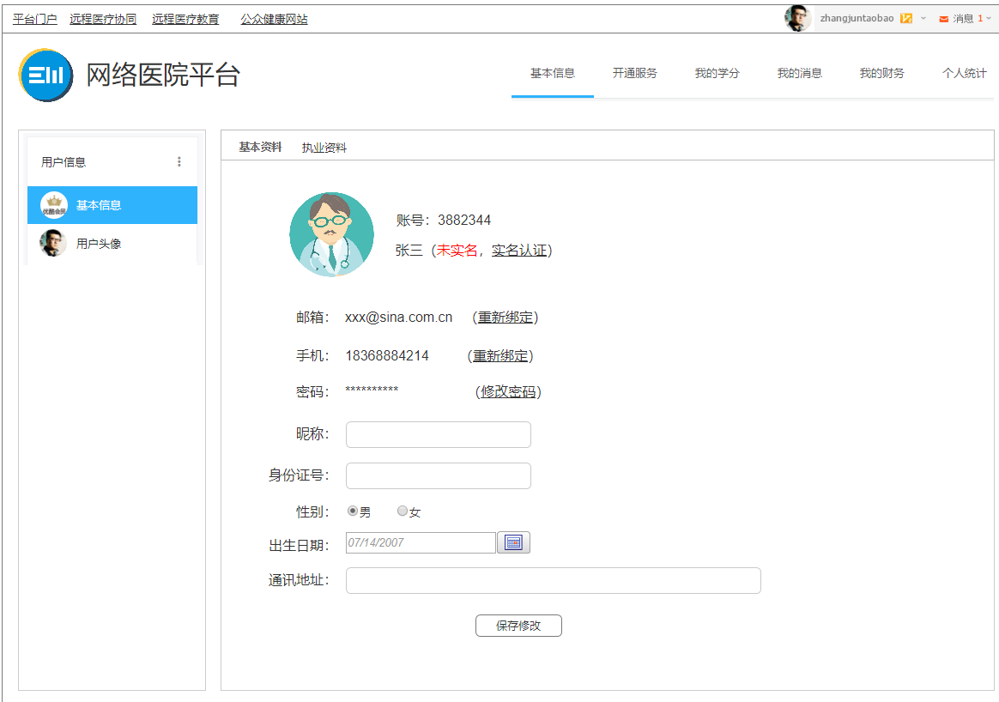 平台门户 远程医疗协同 远程医疗教育 公众健康网站 zhangjuntaobao 消息 1
网络医院平台
基本信息 开通服务 我的学分 我的消息 我的财务 个人统计
用户信息
优酷会员 基本信息
用户头像
基本资料 执业资料
账号：3882344
张三（未实名，实名认证）
邮箱： xxx@sina.com.cn （重新绑定）
手机： 18368884214 （重新绑定）
密码： ********** （修改密码）
昵称：
身份证号：
性别： 男 女
出生日期： 07/14/2007
通讯地址：
保存修改